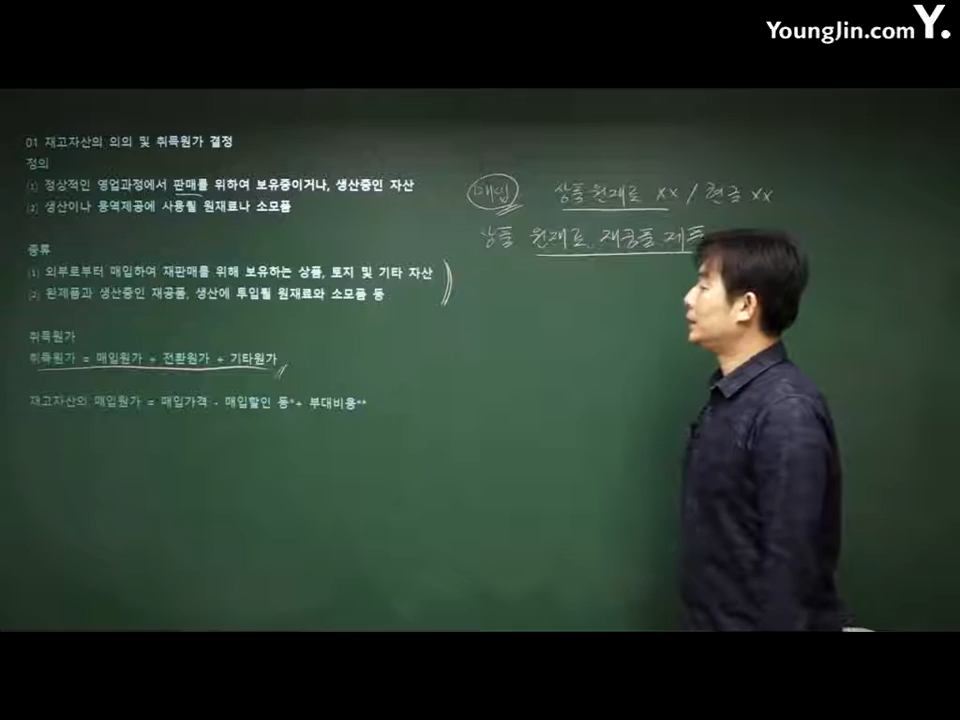 YoungJin.com Y.
01 재고자산의 의의 및 취득원가 결정
정의
(1) 정상적인 영업과정에서 판매를 위하여 보유중이거나, 생산중인 자산
(2) 생산이나 용역제공에 사용될 원재료나 소모품
종류
(1) 외부로부터 매입하여 재판매를 위해 보유하는 상품, 토지 및 기타 자산
(2) 완제품과 생산중인 재공품, 생산에 투입될 원재료와 소모품 등
취득원가
취득원가 = 매입원가 + 전환원가 + 기타원가
재고자산의 매입원가 = 매입가격 - 매입할인 등*+ 부대비용**
매입 상품 원재료 xx / 현금 xx
상품 원재료 재공품 제품